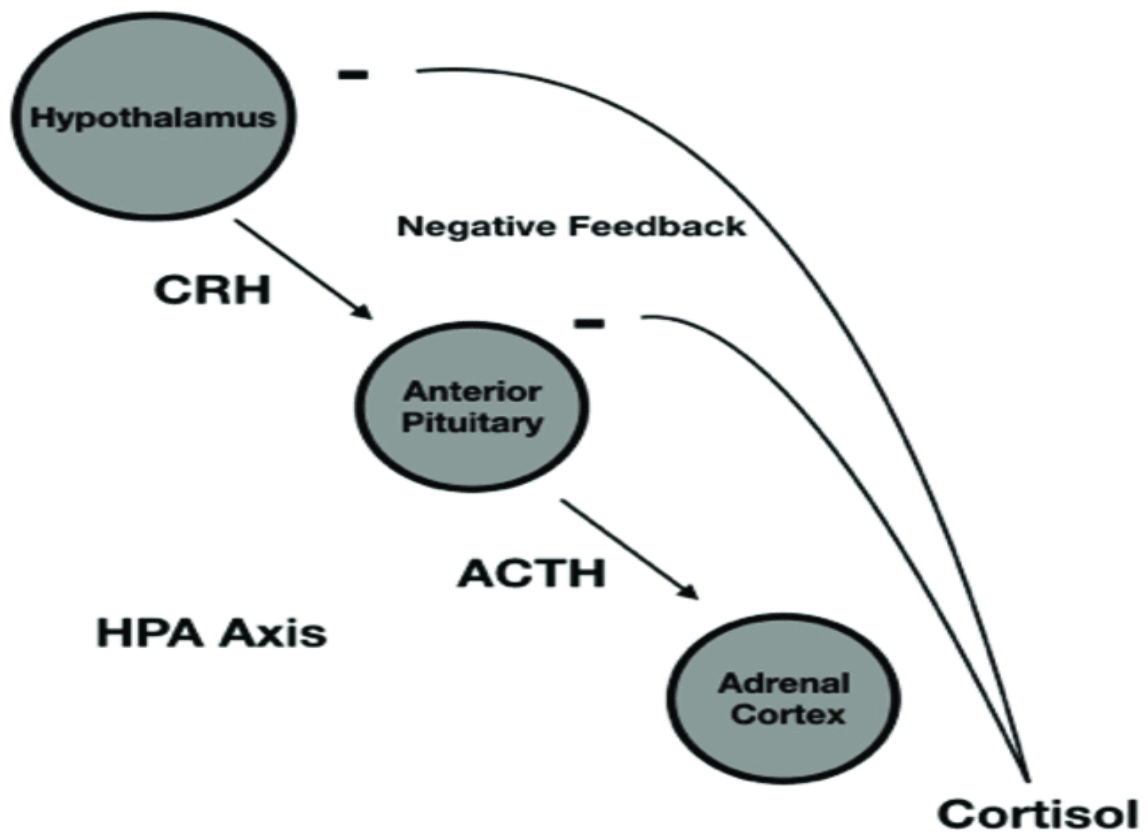 Hypothalamus
-
Negative Feedback
CRH
-
Anterior
Pituitary
ACTH
HPA Axis
Adrenal
Cortex
Cortisol